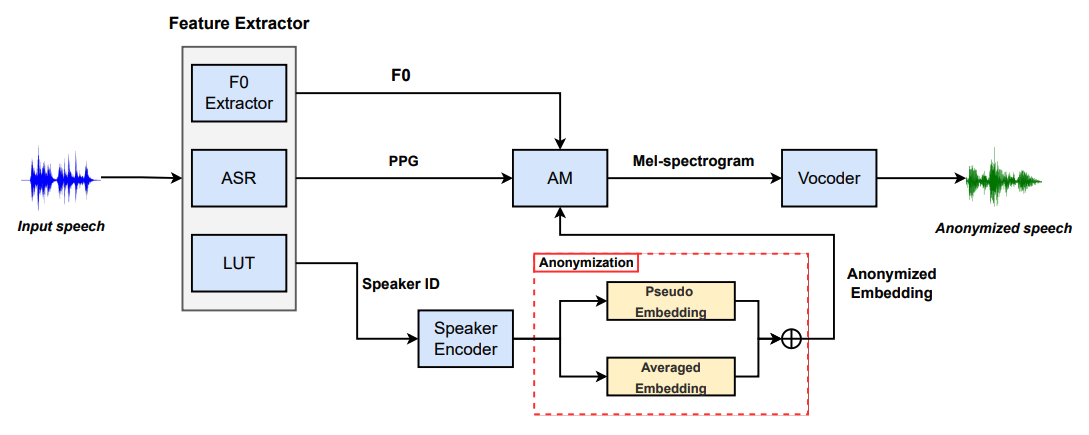 Feature Extractor
F0
Extractor
F0
ASR
PPG
AM
Mel-spectrogram
Vocoder
Input speech
Anonymized speech
LUT
Speaker ID
Anonymization
Anonymized
Embedding
Pseudo
Embedding
Speaker
Encoder
Averaged
Embedding